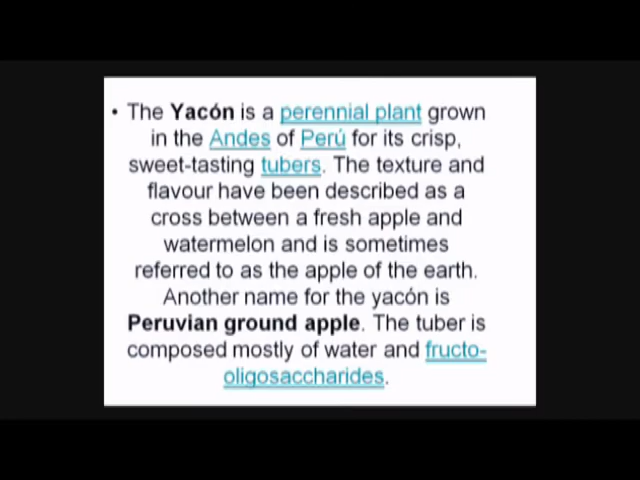 • The Yacón is a perennial plant grown
in the Andes of Perú for its crisp,
sweet-tasting tubers. The texture and
flavour have been described as a
cross between a fresh apple and
watermelon and is sometimes
referred to as the apple of the earth.
Another name for the yacón is
Peruvian ground apple. The tuber is
composed mostly of water and fructo-
oligosaccharides.